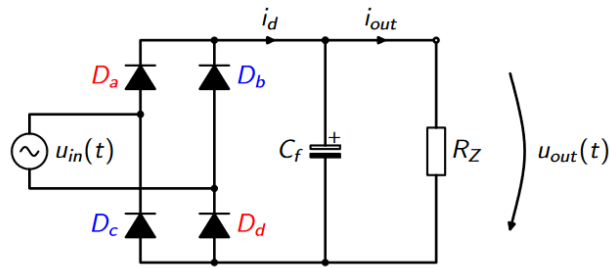 i_d
i_out
D_a
D_b
u_in(t)
+
C_f
R_Z
u_out(t)
D_c
D_d